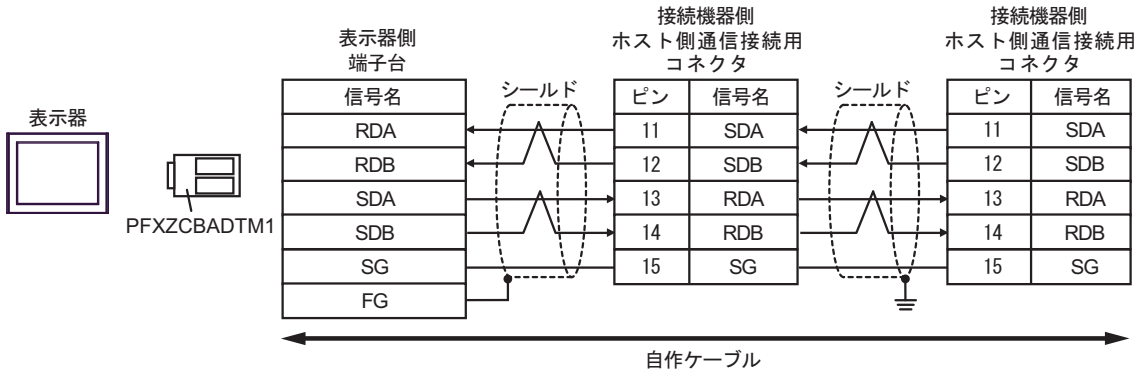 表示器
PFXZCBADTM1
表示器側
端子台
信号名
RDA
RDB
SDA
SDB
SG
FG
シールド
接続機器側
ホスト側通信接続用
コネクタ
ピン 信号名
11 SDA
12 SDB
13 RDA
14 RDB
15 SG
シールド
接続機器側
ホスト側通信接続用
コネクタ
ピン 信号名
11 SDA
12 SDB
13 RDA
14 RDB
15 SG
自作ケーブル